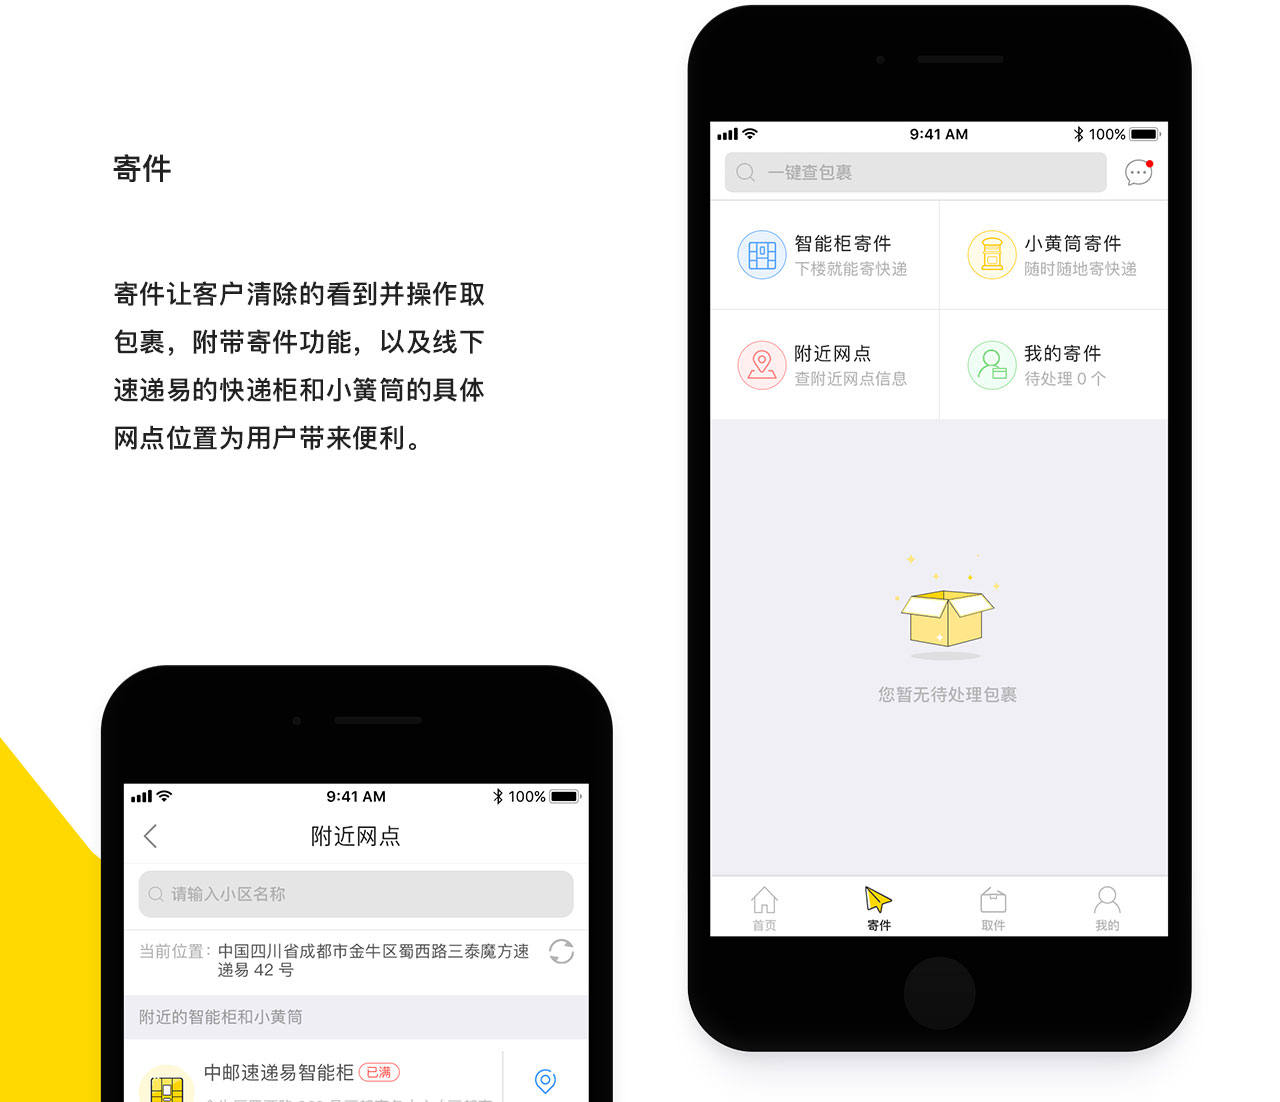 寄件
寄件让客户清除的看到并操作取
包裹，附带寄件功能，以及线下
速递易的快递柜和小簧筒的具体
网点位置为用户带来便利。
9:41 AM
100%
一键查包裹
智能柜寄件
下楼就能寄快递
小黄筒寄件
随时随地寄快递
附近网点
查附近网点信息
我的寄件
待处理 0 个
您暂无待处理包裹
首页
寄件
取件
我的
9:41 AM
100%
附近网点
请输入小区名称
当前位置：中国四川省成都市金牛区蜀西路三泰魔方速
递易 42 号
附近的智能柜和小黄筒
中邮速递易智能柜 已满